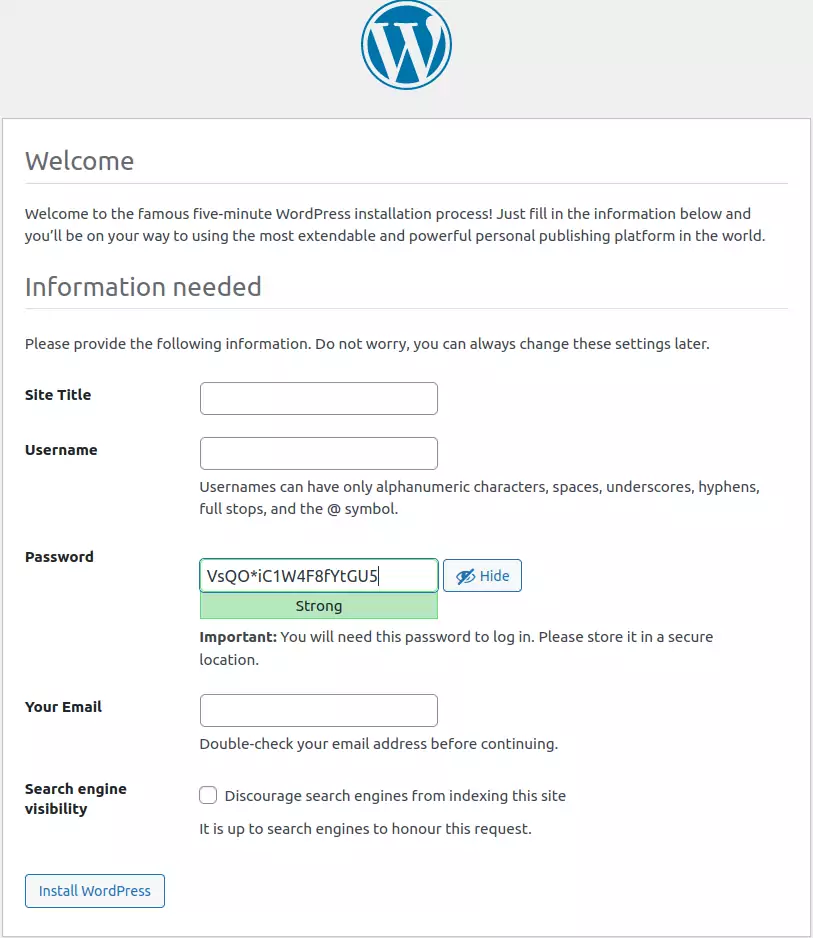 Welcome
Welcome to the famous five-minute WordPress installation process! Just fill in the information below and
you’ll be on your way to using the most extendable and powerful personal publishing platform in the world.
Information needed
Please provide the following information. Do not worry, you can always change these settings later.
Site Title
Username
Usernames can have only alphanumeric characters, spaces, underscores, hyphens,
full stops, and the @ symbol.
Password
VsQO*iC1W4F8fYtGU5
Hide
Strong
Important: You will need this password to log in. Please store it in a secure
location.
Your Email
Double-check your email address before continuing.
Search engine
visibility
Discourage search engines from indexing this site
It is up to search engines to honour this request.
Install WordPress